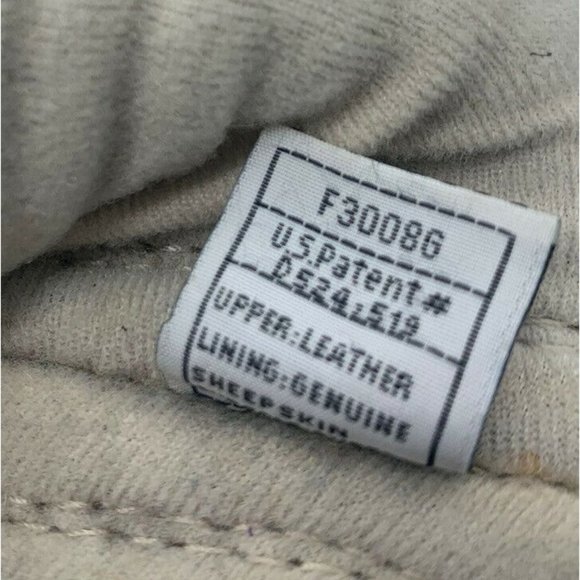 F3008G
U.S.Patent#
D524,519
UPPER:LEATHER
LINING:GENUINE
SHEEPSKIN